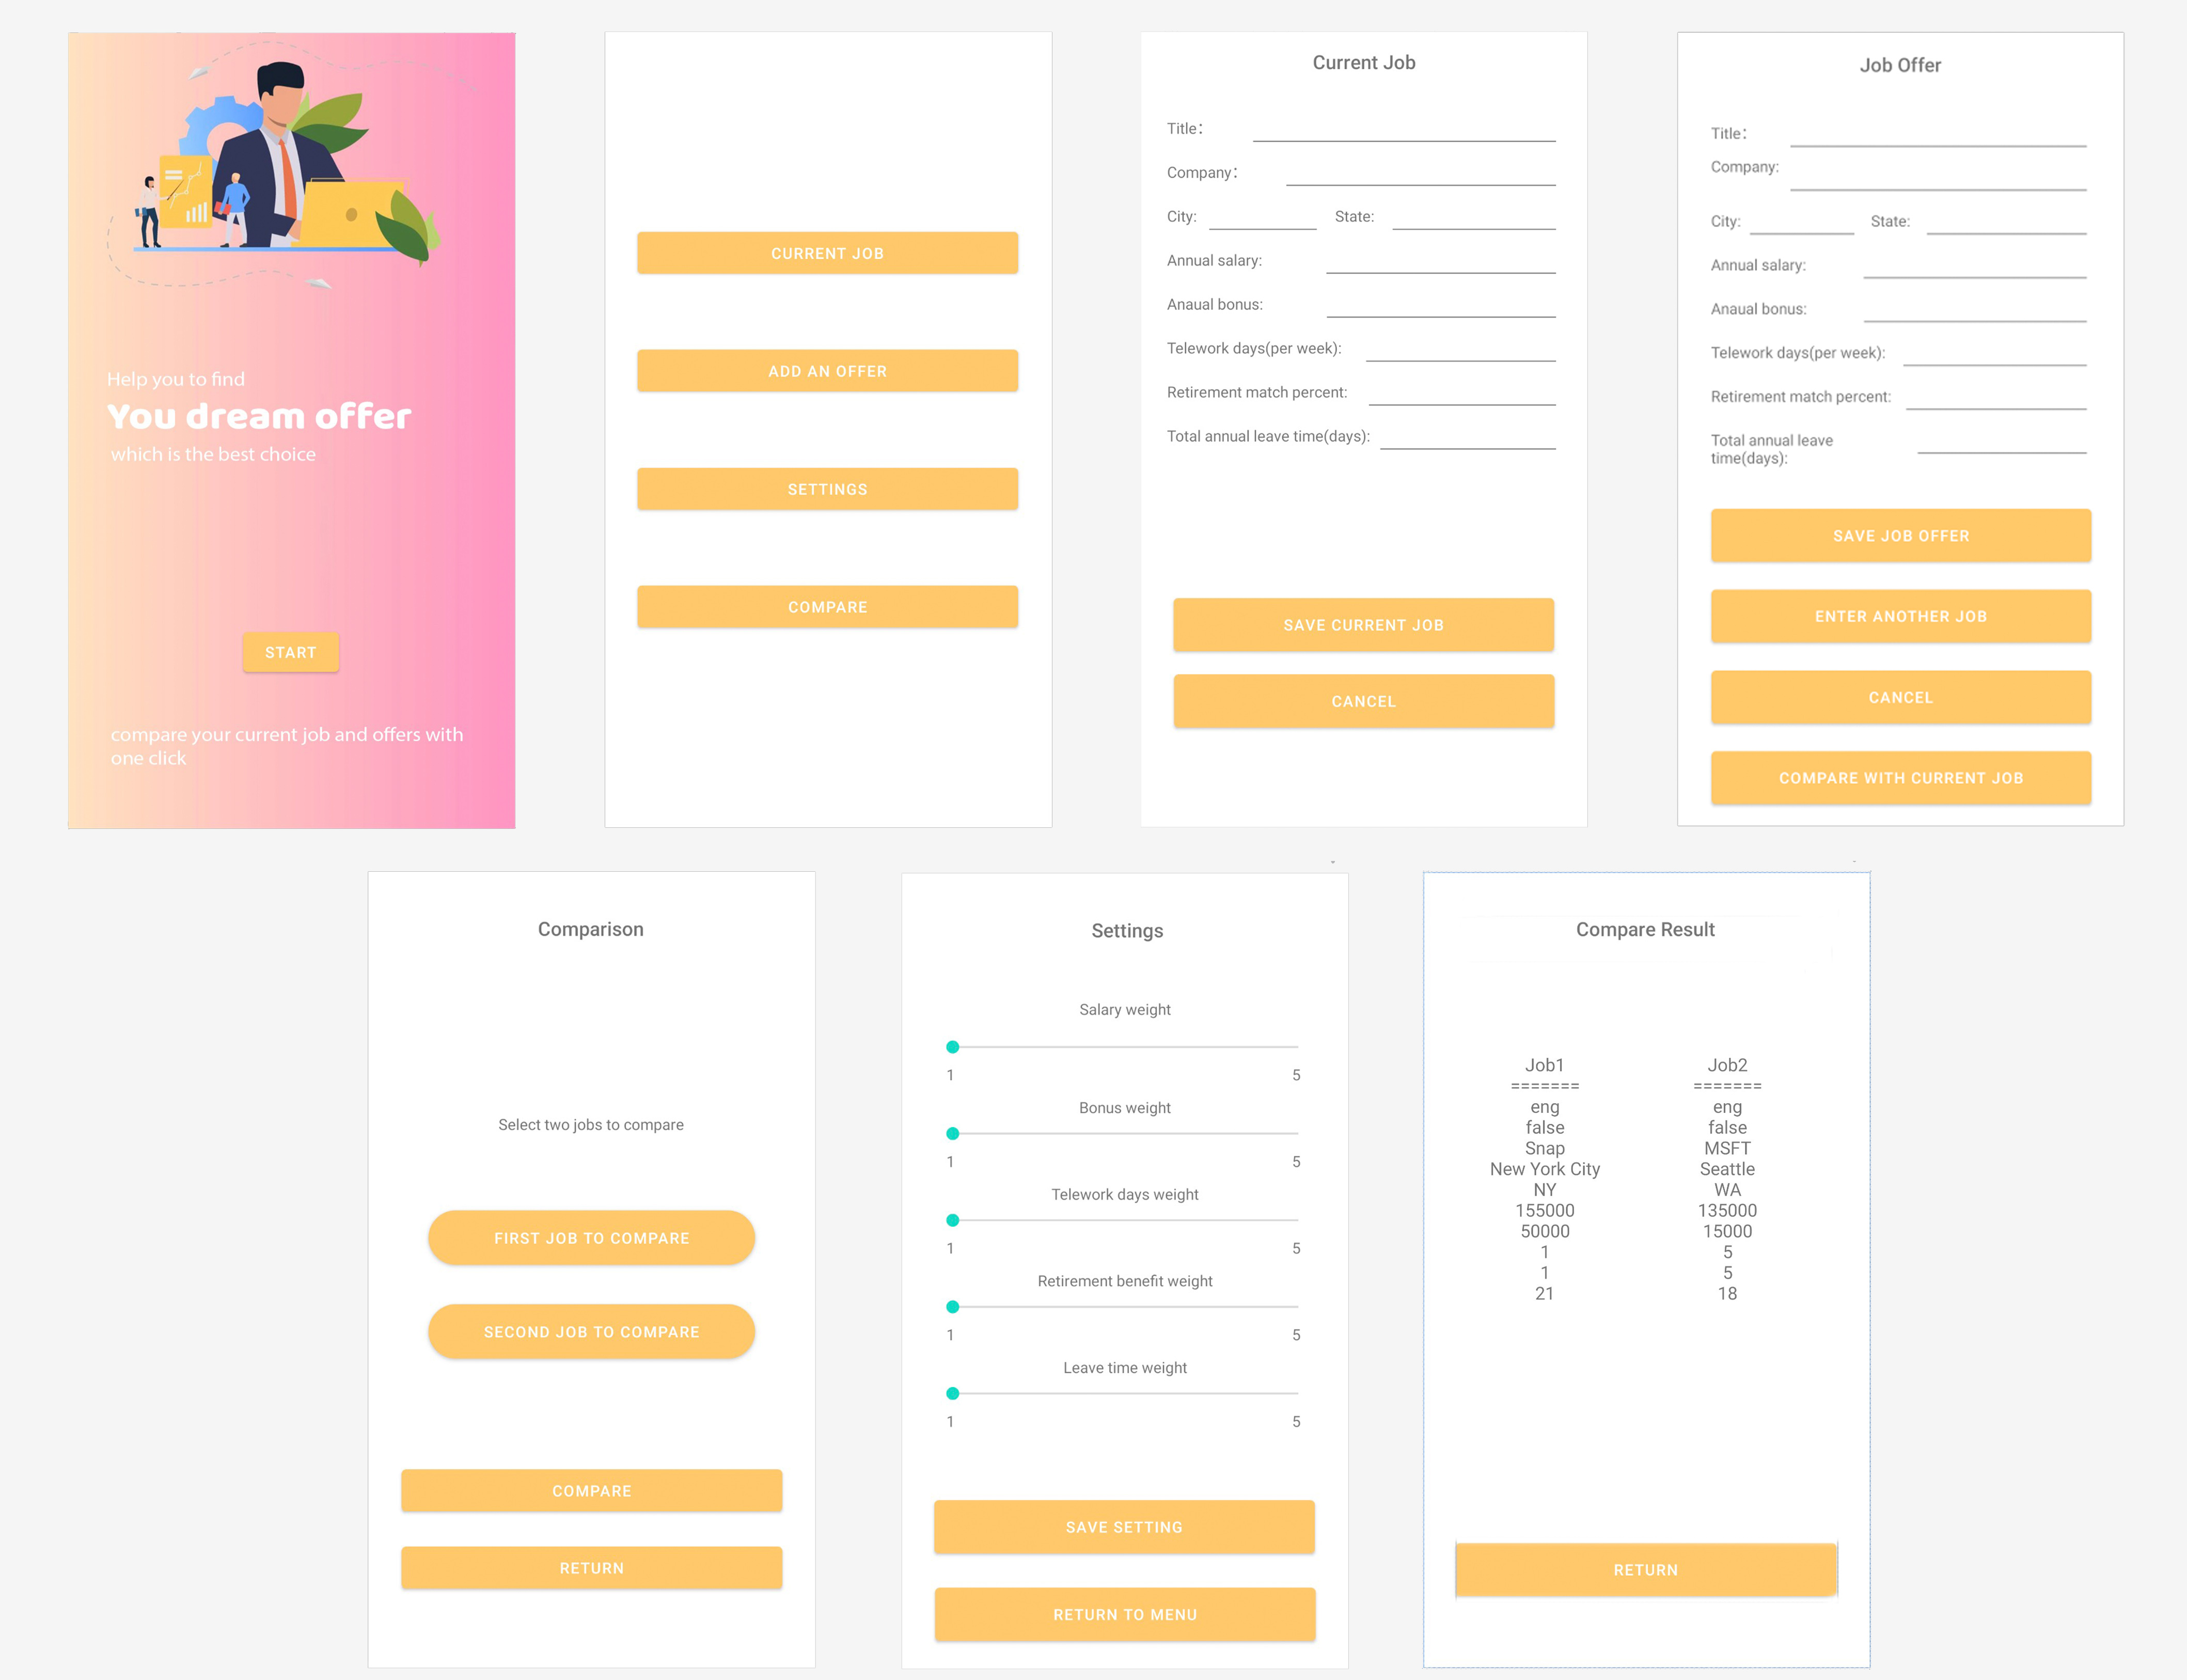 Help you to find
You dream offer
which is the best choice
START
compare your current job and offers with
one click
CURRENT JOB
ADD AN OFFER
SETTINGS
COMPARE
Current Job
Title：
Company：
City: State:
Annual salary:
Anaual bonus:
Telework days(per week):
Retirement match percent:
Total annual leave time(days):
SAVE CURRENT JOB
CANCEL
Job Offer
Title：
Company:
City: State:
Annual salary:
Anaual bonus:
Telework days(per week):
Retirement match percent:
Total annual leave
time(days):
SAVE JOB OFFER
ENTER ANOTHER JOB
CANCEL
COMPARE WITH CURRENT JOB
Comparison
Select two jobs to compare
FIRST JOB TO COMPARE
SECOND JOB TO COMPARE
COMPARE
RETURN
Settings
Salary weight
1 5
Bonus weight
1 5
Telework days weight
1 5
Retirement benefit weight
1 5
Leave time weight
1 5
SAVE SETTING
RETURN TO MENU
Compare Result
Job1 Job2
======= =======
eng eng
false false
Snap MSFT
New York City Seattle
NY WA
155000 135000
50000 15000
1 5
1 5
21 18
RETURN